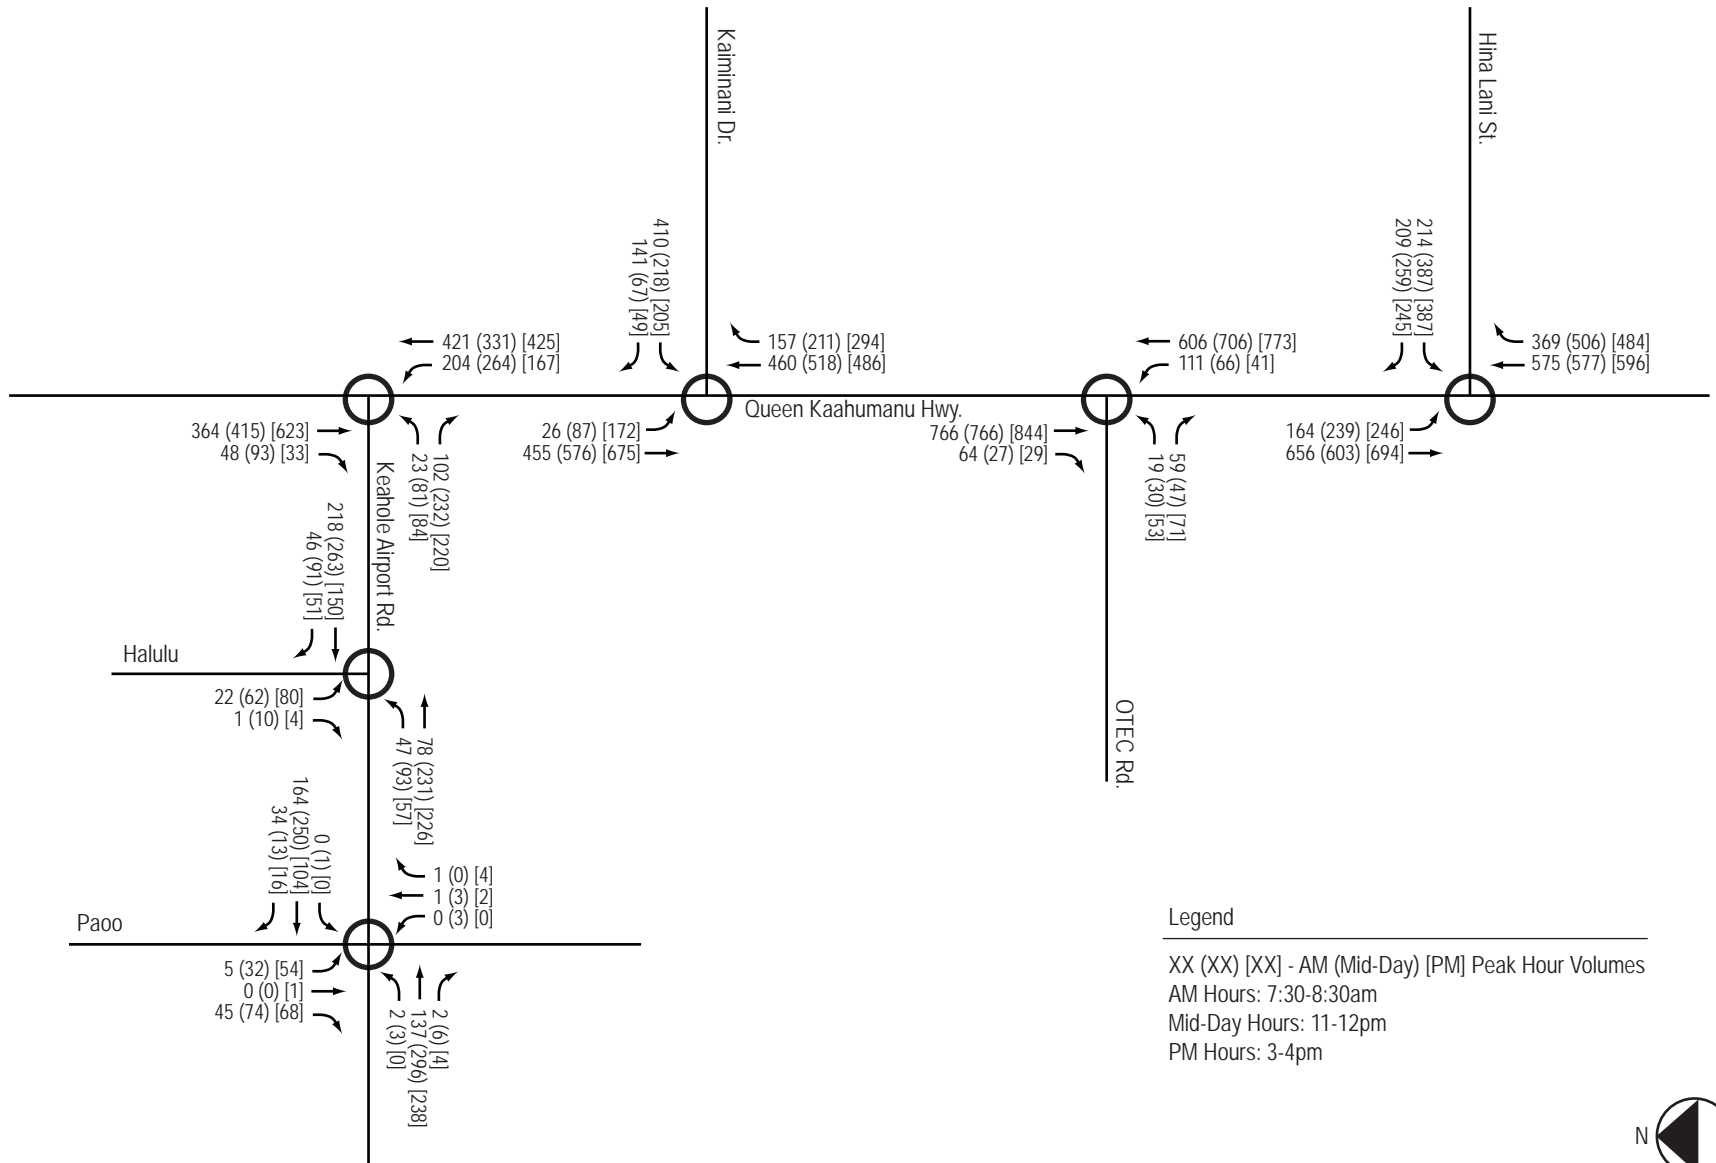 Kaiminani Dr.
Hina Lani St.
410 (218) [205]
141 (67) [49]
214 (387) [387]
209 (259) [245]
421 (331) [425]
204 (264) [167]
157 (211) [294]
460 (518) [486]
606 (706) [773]
111 (66) [41]
369 (506) [484]
575 (577) [596]
Queen Kaahumanu Hwy.
364 (415) [623]
48 (93) [33]
102 (232) [220]
23 (81) [84]
26 (87) [172]
455 (576) [675]
766 (766) [844]
64 (27) [29]
59 (47) [71]
19 (30) [53]
164 (239) [246]
656 (603) [694]
Keahole Airport Rd.
218 (263) [150]
46 (91) [51]
Halulu
22 (62) [80]
1 (10) [4]
78 (231) [226]
47 (93) [57]
OTEC Rd.
0 (1) [0]
164 (250) [104]
34 (13) [16]
1 (0) [4]
1 (3) [2]
0 (3) [0]
Paoo
5 (32) [54]
0 (0) [1]
45 (74) [68]
2 (6) [4]
137 (296) [238]
2 (3) [0]
Legend
XX (XX) [XX] - AM (Mid-Day) [PM] Peak Hour Volumes
AM Hours: 7:30-8:30am
Mid-Day Hours: 11-12pm
PM Hours: 3-4pm
N